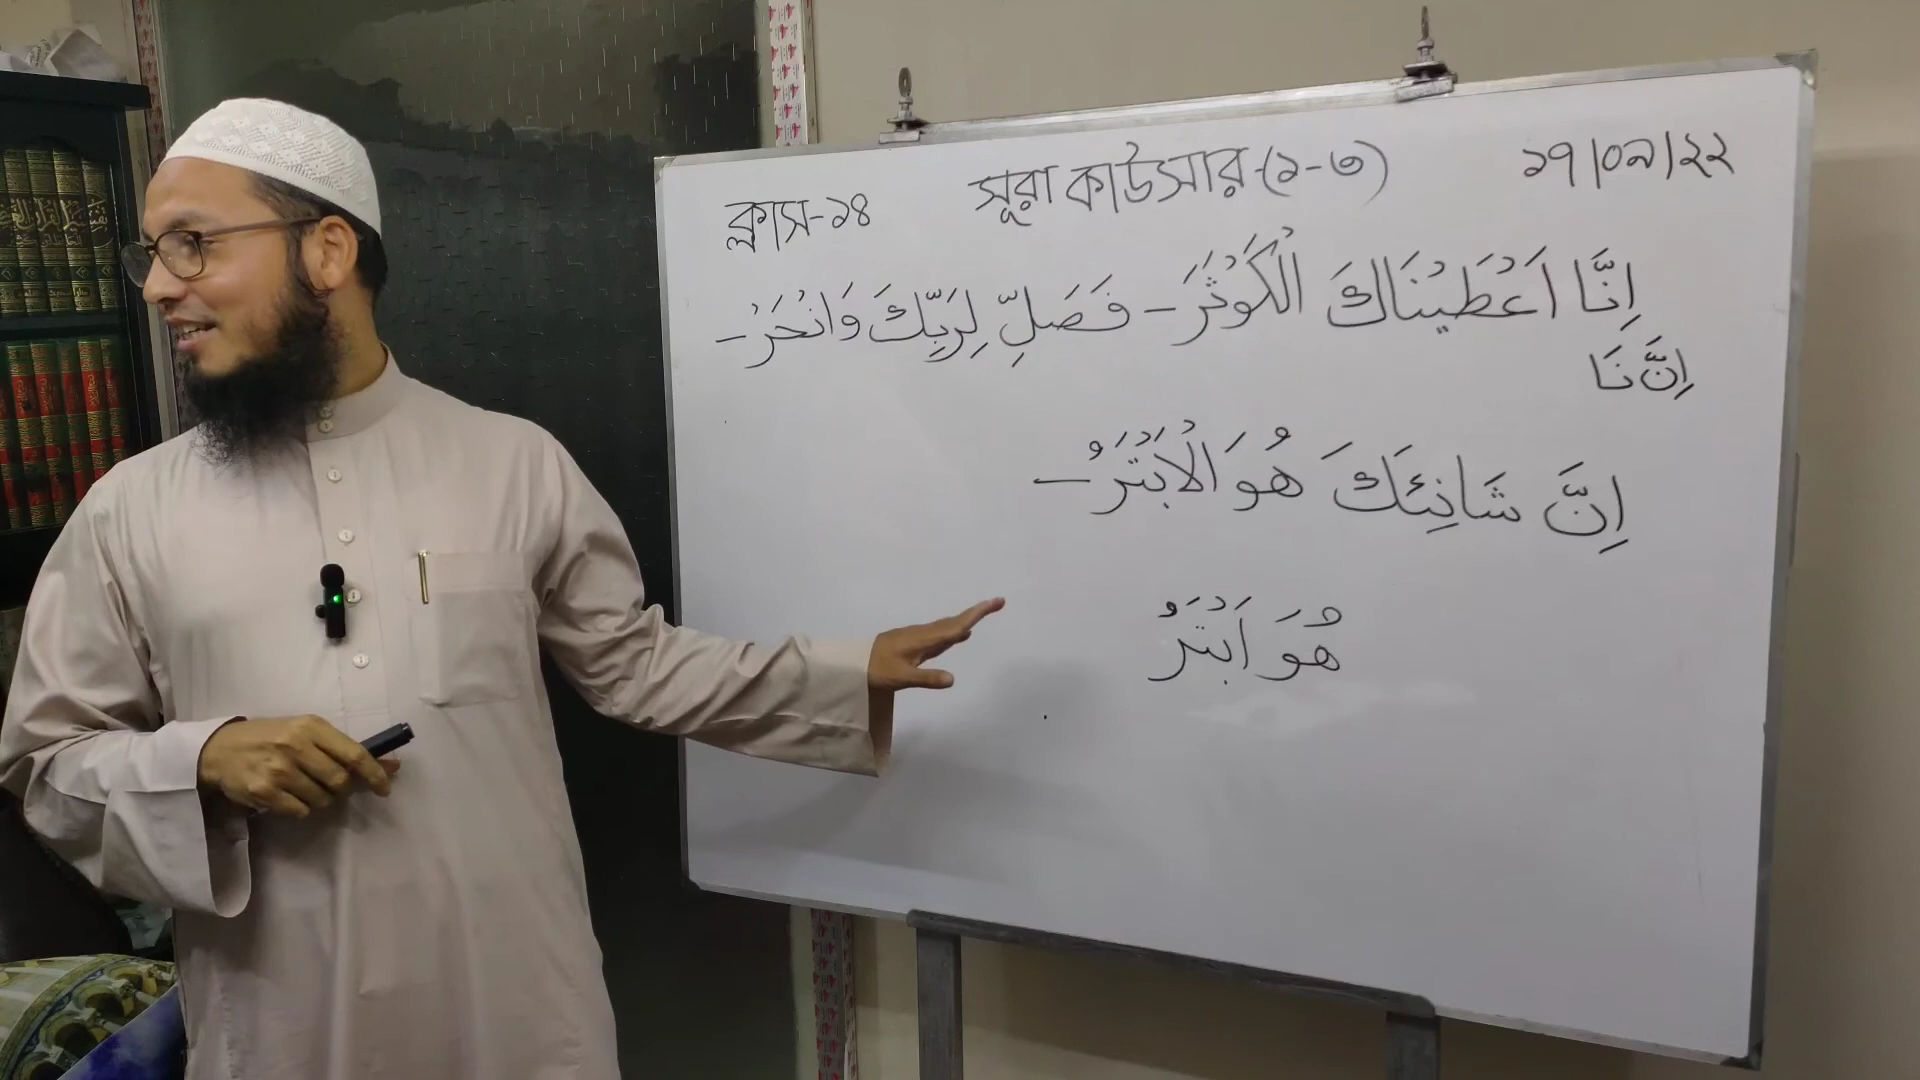 ক্লাস-১৪ সূরা কাউসার-(১-৩) ১৭/০৯/২২
اِنَّا اَعْطَيْنَاكَ الْكَوْثَرَ - فَصَلِّ لِرَبِّكَ وَانْحَرْ -
اِنَّ نَا
اِنَّ شَانِئَكَ هُوَ الْاَبْتَرُ -
هُوَ اَبْتَرُ